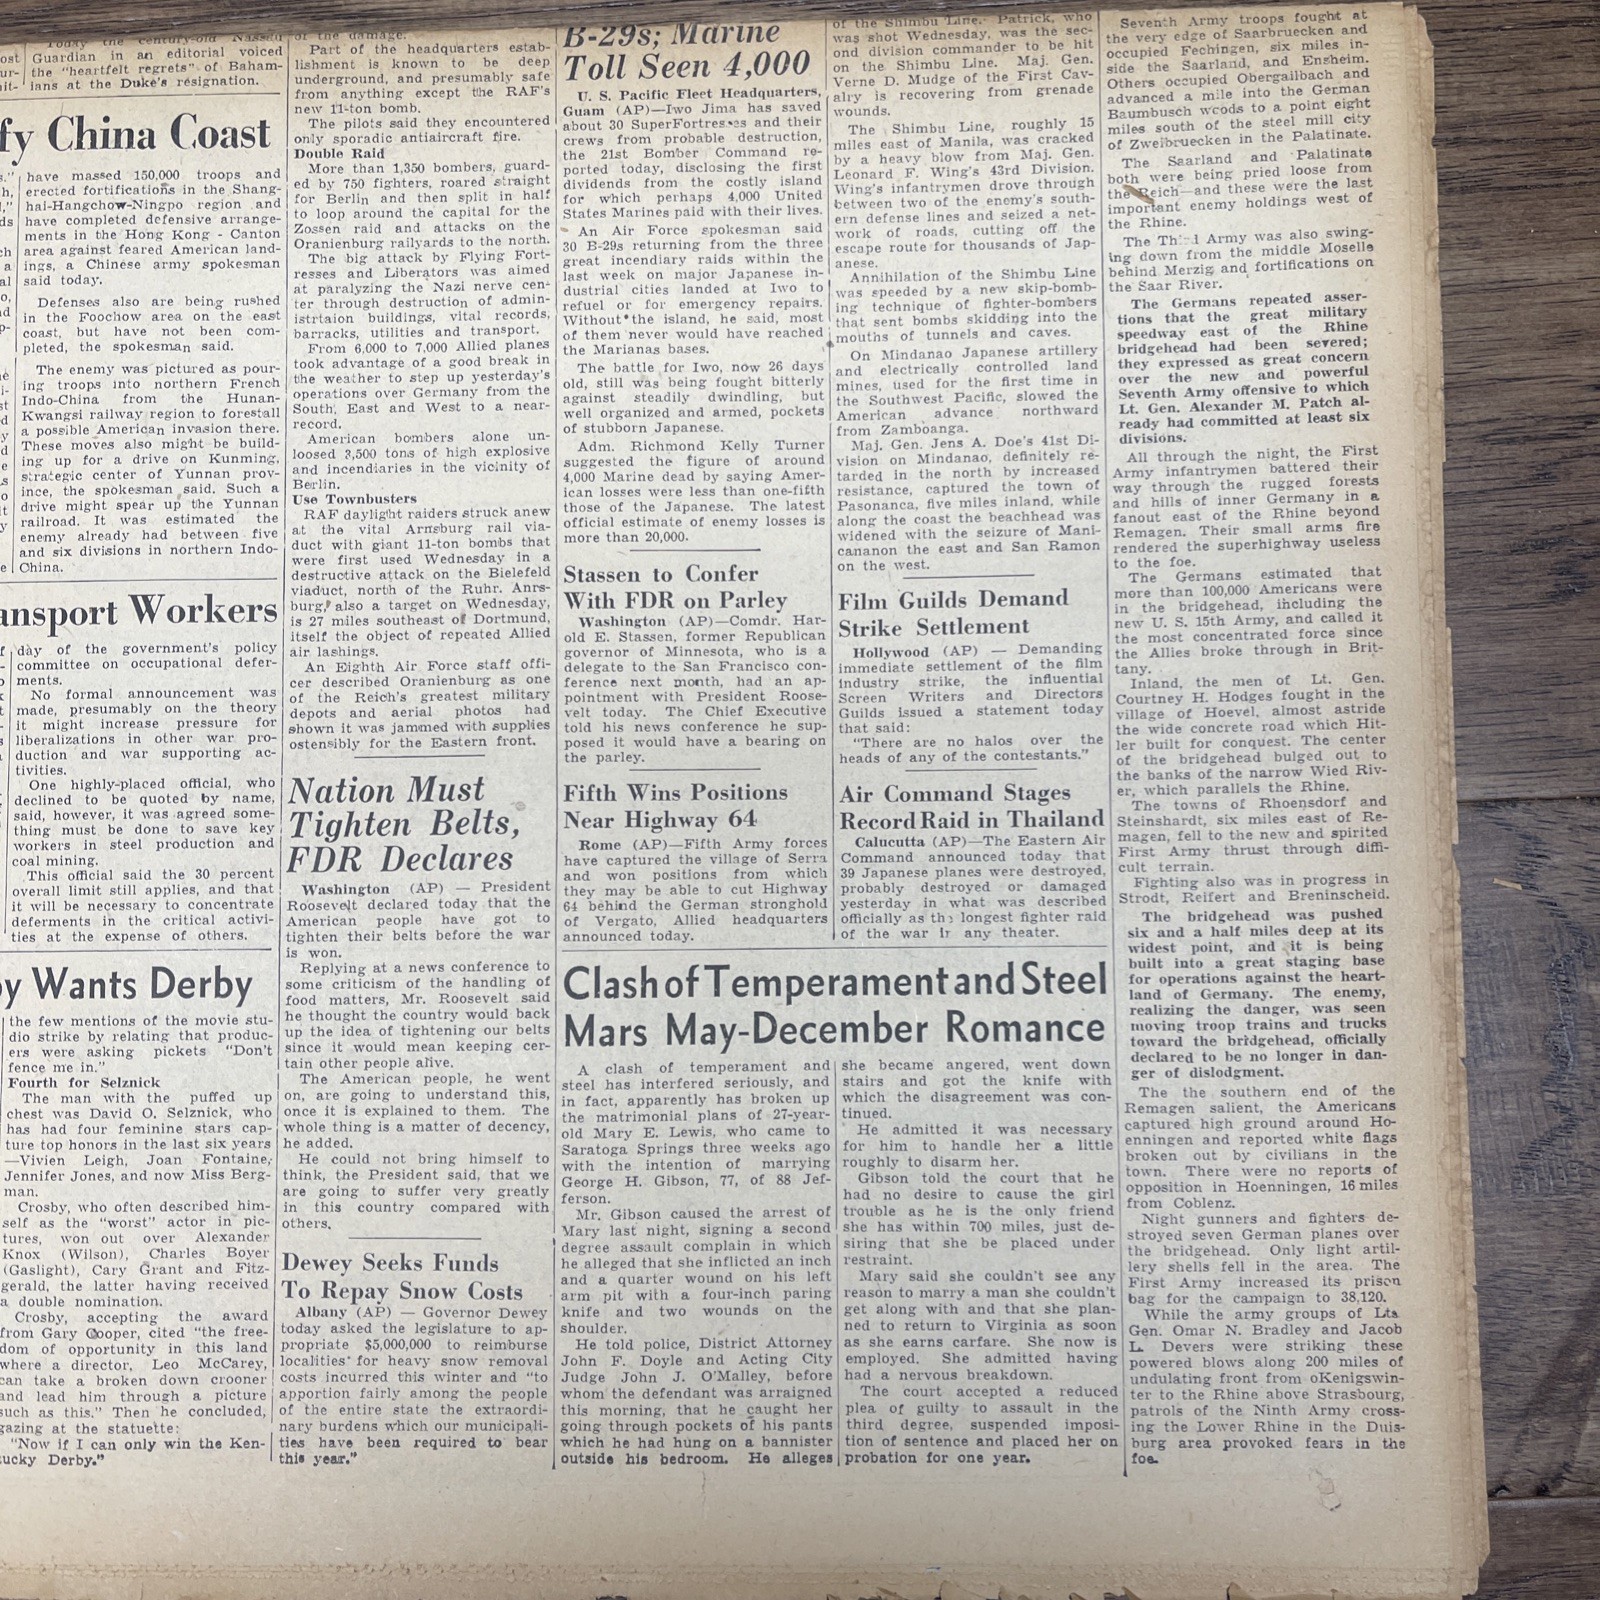 Today the century-old Nassau
Guardian in an editorial voiced
the "heartfelt regrets" of Baham-
ians at the Duke's resignation.
fy China Coast
have massed 150,000 troops and
erected fortifications in the Shang-
hai-Hangchow-Ningpo region and
have completed defensive arrange-
ments in the Hong Kong - Canton
area against feared American land-
ings, a Chinese army spokesman
said today.
Defenses also are being rushed
in the Foochow area on the east
coast, but have not been com-
pleted, the spokesman said.
The enemy was pictured as pour-
ing troops into northern French
Indo-China from the Hunan-
Kwangsi railway region to forestall
a possible American invasion there.
These moves also might be build-
ing up for a drive on Kunming,
strategic center of Yunnan prov-
ince, the spokesman said. Such a
drive might spear up the Yunnan
railroad. It was estimated the
enemy already had between five
and six divisions in northern Indo-
China.
ansport Workers
day of the government's policy
committee on occupational defer-
ments.
No formal announcement was
made, presumably on the theory
it might increase pressure for
liberalizations in other war pro-
duction and war supporting ac-
tivities.
One highly-placed official, who
declined to be quoted by name,
said, however, it was agreed some-
thing must be done to save key
workers in steel production and
coal mining.
This official said the 30 percent
overall limit still applies, and that
it will be necessary to concentrate
deferments in the critical activi-
ties at the expense of others.
by Wants Derby
the few mentions of the movie stu-
dio strike by relating that produc-
ers were asking pickets "Don't
fence me in."
Fourth for Selznick
The man with the puffed up
chest was David O. Selznick, who
has had four feminine stars cap-
ture top honors in the last six years
—Vivien Leigh, Joan Fontaine,
Jennifer Jones, and now Miss Berg-
man.
Crosby, who often described him-
self as the "worst" actor in pic-
tures, won out over Alexander
Knox (Wilson), Charles Boyer
(Gaslight), Cary Grant and Fitz-
gerald, the latter having received
a double nomination.
Crosby, accepting the award
from Gary Cooper, cited "the free-
dom of opportunity in this land
where a director, Leo McCarey,
can take a broken down crooner
and lead him through a picture
such as this." Then he concluded,
gazing at the statuette:
"Now if I can only win the Ken-
tucky Derby."
of the damage.
Part of the headquarters estab-
lishment is known to be deep
underground, and presumably safe
from anything except the RAF's
new 11-ton bomb.
The pilots said they encountered
only sporadic antiaircraft fire.
Double Raid
More than 1,350 bombers, guard-
ed by 750 fighters, roared straight
for Berlin and then split in half
to loop around the capital for the
Zossen raid and attacks on the
Oranienburg railyards to the north.
The big attack by Flying Fort-
resses and Liberators was aimed
at paralyzing the Nazi nerve cen-
ter through destruction of admin-
istrtaion buildings, vital records,
barracks, utilities and transport.
From 6,000 to 7,000 Allied planes
took advantage of a good break in
the weather to step up yesterday's
operations over Germany from the
South, East and West to a near-
record.
American bombers alone un-
loosed 3,500 tons of high explosive
and incendiaries in the vicinity of
Berlin.
Use Townbusters
RAF daylight raiders struck anew
at the vital Arnsburg rail via-
duct with giant 11-ton bombs that
were first used Wednesday in a
destructive attack on the Bielefeld
viaduct, north of the Ruhr. Anrs-
burg, also a target on Wednesday,
is 27 miles southeast of Dortmund,
itself the object of repeated Allied
air lashings.
An Eighth Air Force staff offi-
cer described Oranienburg as one
of the Reich's greatest military
depots and aerial photos had
shown it was jammed with supplies
ostensibly for the Eastern front.
Nation Must
Tighten Belts,
FDR Declares
Washington (AP) — President
Roosevelt declared today that the
American people have got to
tighten their belts before the war
is won.
Replying at a news conference to
some criticism of the handling of
food matters, Mr. Roosevelt said
he thought the country would back
up the idea of tightening our belts
since it would mean keeping cer-
tain other people alive.
The American people, he went
on, are going to understand this,
once it is explained to them. The
whole thing is a matter of decency,
he added.
He could not bring himself to
think, the President said, that we
are going to suffer very greatly
in this country compared with
others.
Dewey Seeks Funds
To Repay Snow Costs
Albany (AP) — Governor Dewey
today asked the legislature to ap-
propriate $5,000,000 to reimburse
localities for heavy snow removal
costs incurred this winter and "to
apportion fairly among the people
of the entire state the extraordi-
nary burdens which our municipali-
ties have been required to bear
this year."
B-29s; Marine
Toll Seen 4,000
U. S. Pacific Fleet Headquarters,
Guam (AP)—Iwo Jima has saved
about 30 SuperFortresses and their
crews from probable destruction,
the 21st Bomber Command re-
ported today, disclosing the first
dividends from the costly island
for which perhaps 4,000 United
States Marines paid with their lives.
An Air Force spokesman said
30 B-29s returning from the three
great incendiary raids within the
last week on major Japanese in-
dustrial cities landed at Iwo to
refuel or for emergency repairs.
Without the island, he said, most
of them never would have reached
the Marianas bases.
The battle for Iwo, now 26 days
old, still was being fought bitterly
against steadily dwindling, but
well organized and armed, pockets
of stubborn Japanese.
Adm. Richmond Kelly Turner
suggested the figure of around
4,000 Marine dead by saying Amer-
ican losses were less than one-fifth
those of the Japanese. The latest
official estimate of enemy losses is
more than 20,000.
Stassen to Confer
With FDR on Parley
Washington (AP)—Comdr. Har-
old E. Stassen, former Republican
governor of Minnesota, who is a
delegate to the San Francisco con-
ference next month, had an ap-
pointment with President Roose-
velt today. The Chief Executive
told his news conference he sup-
posed it would have a bearing on
the parley.
Fifth Wins Positions
Near Highway 64
Rome (AP)—Fifth Army forces
have captured the village of Serra
and won positions from which
they may be able to cut Highway
64 behind the German stronghold
of Vergato, Allied headquarters
announced today.
of the Shimbu Line. Patrick, who
was shot Wednesday, was the sec-
ond division commander to be hit
on the Shimbu Line. Maj. Gen.
Verne D. Mudge of the First Cav-
alry is recovering from grenade
wounds.
The Shimbu Line, roughly 15
miles east of Manila, was cracked
by a heavy blow from Maj. Gen.
Leonard F. Wing's 43rd Division.
Wing's infantrymen drove through
between two of the enemy's south-
ern defense lines and seized a net-
work of roads, cutting off the
escape route for thousands of Jap-
anese.
Annihilation of the Shimbu Line
was speeded by a new skip-bomb-
ing technique of fighter-bombers
that sent bombs skidding into the
mouths of tunnels and caves.
On Mindanao Japanese artillery
and electrically controlled land
mines, used for the first time in
the Southwest Pacific, slowed the
American advance northward
from Zamboanga.
Maj. Gen. Jens A. Doe's 41st Di-
vision on Mindanao, definitely re-
tarded in the north by increased
resistance, captured the town of
Pasonanca, five miles inland, while
along the coast the beachhead was
widened with the seizure of Mani-
cananon the east and San Ramon
on the west.
Film Guilds Demand
Strike Settlement
Hollywood (AP) — Demanding
immediate settlement of the film
industry strike, the influential
Screen Writers and Directors
Guilds issued a statement today
that said:
"There are no halos over the
heads of any of the contestants."
Air Command Stages
Record Raid in Thailand
Calucutta (AP)—The Eastern Air
Command announced today that
39 Japanese planes were destroyed,
probably destroyed or damaged
yesterday in what was described
officially as the longest fighter raid
of the war in any theater.
Clash of Temperament and Steel
Mars May-December Romance
A clash of temperament and
steel has interfered seriously, and
in fact, apparently has broken up
the matrimonial plans of 27-year-
old Mary E. Lewis, who came to
Saratoga Springs three weeks ago
with the intention of marrying
George H. Gibson, 77, of 88 Jef-
ferson.
Mr. Gibson caused the arrest of
Mary last night, signing a second
degree assault complain in which
he alleged that she inflicted an inch
and a quarter wound on his left
arm pit with a four-inch paring
knife and two wounds on the
shoulder.
He told police, District Attorney
John F. Doyle and Acting City
Judge John J. O'Malley, before
whom the defendant was arraigned
this morning, that he caught her
going through pockets of his pants
which he had hung on a bannister
outside his bedroom. He alleges
she became angered, went down
stairs and got the knife with
which the disagreement was con-
tinued.
He admitted it was necessary
for him to handle her a little
roughly to disarm her.
Gibson told the court that he
had no desire to cause the girl
trouble as he is the only friend
she has within 700 miles, just de-
siring that she be placed under
restraint.
Mary said she couldn't see any
reason to marry a man she couldn't
get along with and that she plan-
ned to return to Virginia as soon
as she earns carfare. She now is
employed. She admitted having
had a nervous breakdown.
The court accepted a reduced
plea of guilty to assault in the
third degree, suspended imposi-
tion of sentence and placed her on
probation for one year.
Seventh Army troops fought at
the very edge of Saarbruecken and
occupied Fechingen, six miles in-
side the Saarland, and Ensheim.
Others occupied Obergailbach and
advanced a mile into the German
Baumbusch woods to a point eight
miles south of the steel mill city
of Zweibruecken in the Palatinate.
The Saarland and Palatinate
both were being pried loose from
the Reich—and these were the last
important enemy holdings west of
the Rhine.
The Third Army was also swing-
ing down from the middle Moselle
behind Merzig and fortifications on
the Saar River.
The Germans repeated asser-
tions that the great military
speedway east of the Rhine
bridgehead had been severed;
they expressed as great concern
over the new and powerful
Seventh Army offensive to which
Lt. Gen. Alexander M. Patch al-
ready had committed at least six
divisions.
All through the night, the First
Army infantrymen battered their
way through the rugged forests
and hills of inner Germany in a
fanout east of the Rhine beyond
Remagen. Their small arms fire
rendered the superhighway useless
to the foe.
The Germans estimated that
more than 100,000 Americans were
in the bridgehead, including the
new U. S. 15th Army, and called it
the most concentrated force since
the Allies broke through in Brit-
tany.
Inland, the men of Lt. Gen.
Courtney H. Hodges fought in the
village of Hoevel, almost astride
the wide concrete road which Hit-
ler built for conquest. The center
of the bridgehead bulged out to
the banks of the narrow Wied Riv-
er, which parallels the Rhine.
The towns of Rhoensdorf and
Steinshardt, six miles east of Re-
magen, fell to the new and spirited
First Army thrust through diffi-
cult terrain.
Fighting also was in progress in
Strodt, Reifert and Breninscheid.
The bridgehead was pushed
six and a half miles deep at its
widest point, and it is being
built into a great staging base
for operations against the heart-
land of Germany. The enemy,
realizing the danger, was seen
moving troop trains and trucks
toward the bridgehead, officially
declared to be no longer in dan-
ger of dislodgment.
The the southern end of the
Remagen salient, the Americans
captured high ground around Ho-
enningen and reported white flags
broken out by civilians in the
town. There were no reports of
opposition in Hoenningen, 16 miles
from Coblenz.
Night gunners and fighters de-
stroyed seven German planes over
the bridgehead. Only light artil-
lery shells fell in the area. The
First Army increased its prison
bag for the campaign to 38,120.
While the army groups of Lts
Gen. Omar N. Bradley and Jacob
L. Devers were striking these
powered blows along 200 miles of
undulating front from oKenigswin-
ter to the Rhine above Strasbourg,
patrols of the Ninth Army cross-
ing the Lower Rhine in the Duis-
burg area provoked fears in the
foe.